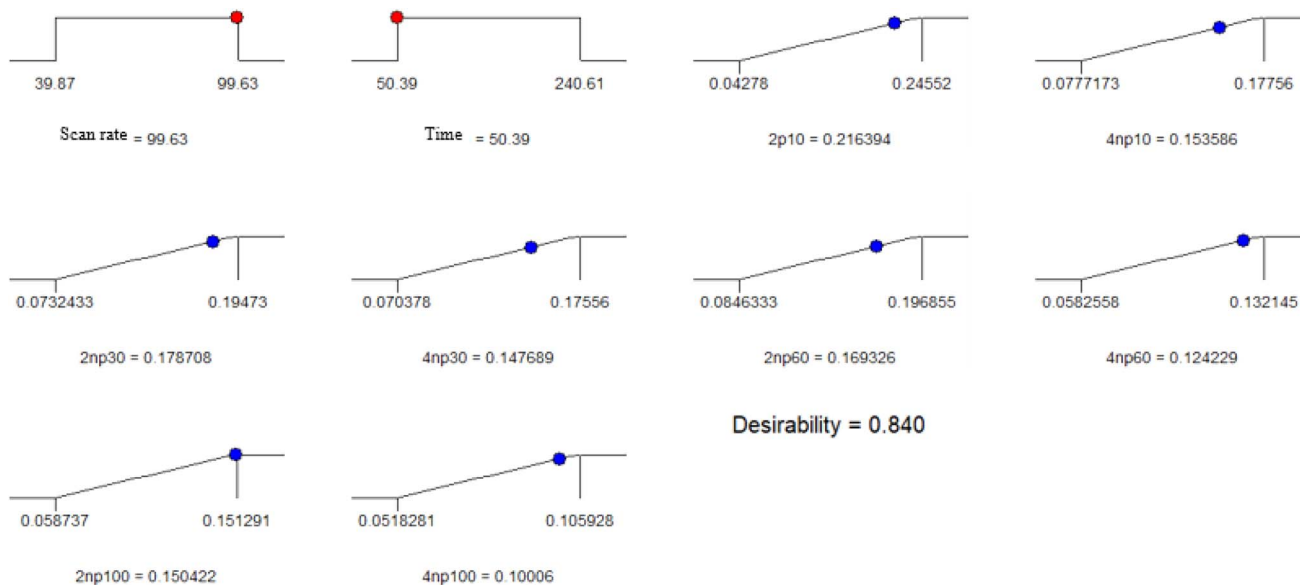 39.87 99.63
Scan rate = 99.63
50.39 240.61
Time = 50.39
0.04278 0.24552
2p10 = 0.216394
0.0777173 0.17756
4np10 = 0.153586
0.0732433 0.19473
2np30 = 0.178708
0.070378 0.17556
4np30 = 0.147689
0.0846333 0.196855
2np60 = 0.169326
0.0582558 0.132145
4np60 = 0.124229
0.058737 0.151291
2np100 = 0.150422
0.0518281 0.105928
4np100 = 0.10006
Desirability = 0.840